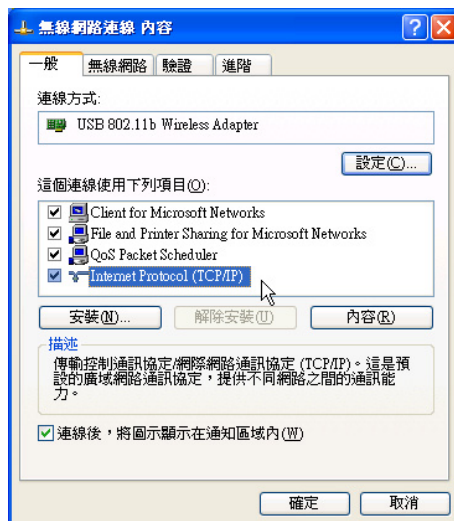 無線網路連線 內容
一般 無線網路 驗證 進階
連線方式:
USB 802.11b Wireless Adapter
設定(C)...
這個連線使用下列項目(O):
Client for Microsoft Networks
File and Printer Sharing for Microsoft Networks
QoS Packet Scheduler
Internet Protocol (TCP/IP)
安裝(N)... 解除安裝(U) 內容(R)
描述
傳輸控制通訊協定/網際網路通訊協定 (TCP/IP)。這是預
設的廣域網路通訊協定，提供不同網路之間的通訊能
力。
連線後，將圖示顯示在通知區域內(W)
確定 取消